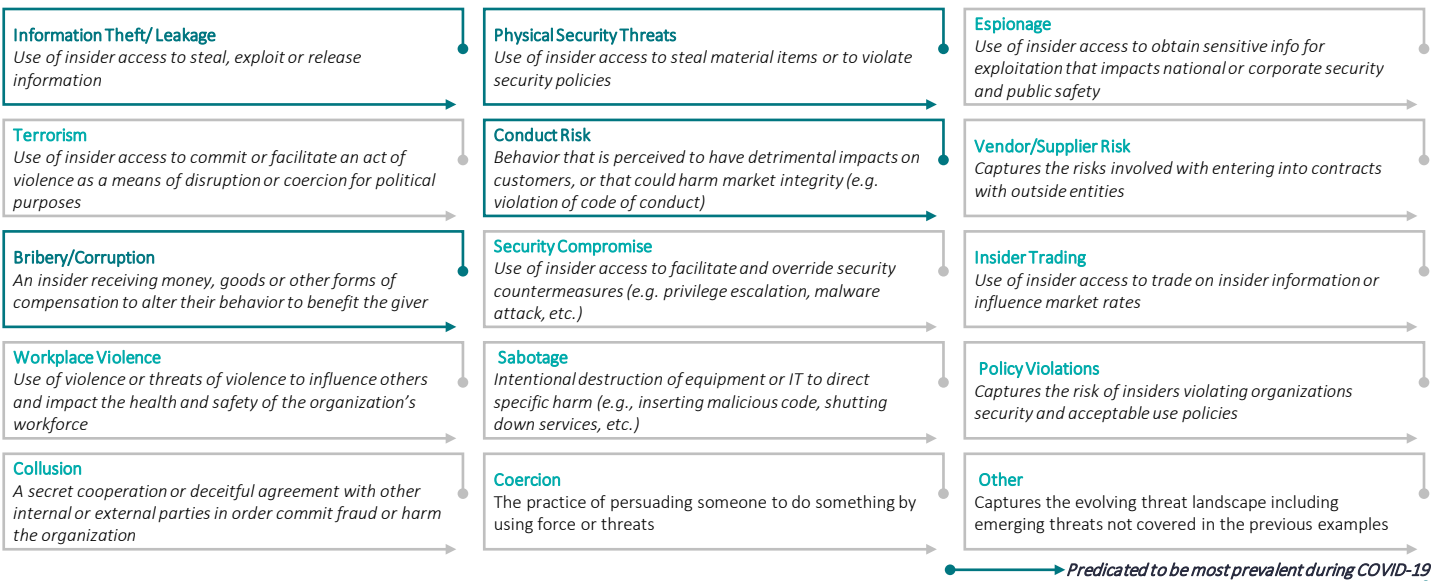 Information Theft/ Leakage
Use of insider access to steal, exploit or release
information
Physical Security Threats
Use of insider access to steal material items or to violate
security policies
Espionage
Use of insider access to obtain sensitive info for
exploitation that impacts national or corporate security
and public safety
Terrorism
Use of insider access to commit or facilitate an act of
violence as a means of disruption or coercion for political
purposes
Conduct Risk
Behavior that is perceived to have detrimental impacts on
customers, or that could harm market integrity (e.g.
violation of code of conduct)
Vendor/Supplier Risk
Captures the risks involved with entering into contracts
with outside entities
Bribery/Corruption
An insider receiving money, goods or other forms of
compensation to alter their behavior to benefit the giver
Security Compromise
Use of insider access to facilitate and override security
countermeasures (e.g. privilege escalation, malware
attack, etc.)
Insider Trading
Use of insider access to trade on insider information or
influence market rates
Workplace Violence
Use of violence or threats of violence to influence others
and impact the health and safety of the organization's
workforce
Sabotage
Intentional destruction of equipment or IT to direct
specific harm (e.g., inserting malicious code, shutting
down services, etc.)
Policy Violations
Captures the risk of insiders violating organizations
security and acceptable use policies
Collusion
A secret cooperation or deceitful agreement with other
internal or external parties in order commit fraud or harm
the organization
Coercion
The practice of persuading someone to do something by
using force or threats
Other
Captures the evolving threat landscape including
emerging threats not covered in the previous examples
Predicated to be most prevalent during COVID-19